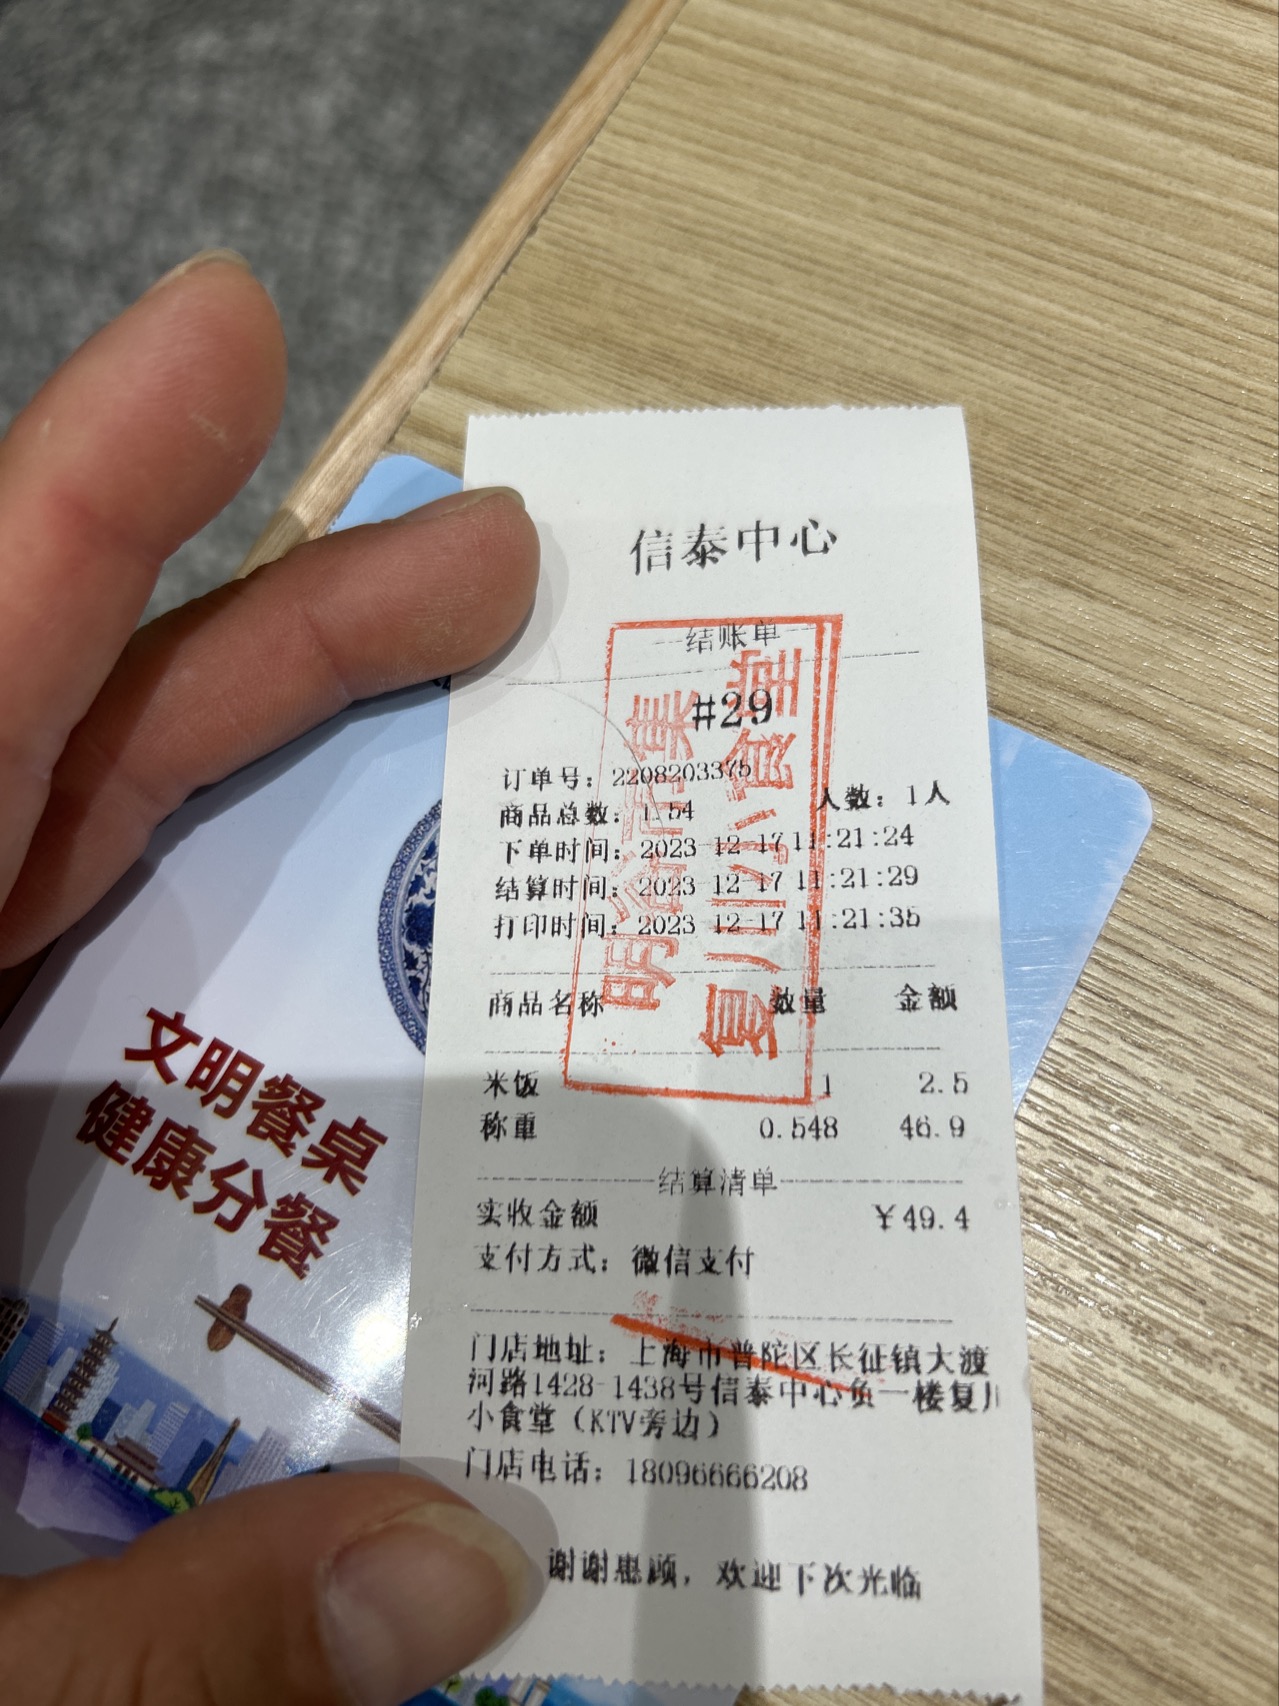 信泰中心
结账单
#29
订单号：2208203375
商品总数：1.54 人数：1人
下单时间：2023-12-17 11:21:24
结算时间：2023-12-17 11:21:29
打印时间：2023-12-17 11:21:35
商品名称 数量 金额
米饭 1 2.5
称重 0.548 46.9
结算清单
实收金额 ￥49.4
支付方式：微信支付
门店地址：上海市普陀区长征镇大渡
河路1428-1438号信泰中心负一楼复川
小食堂（KTV旁边）
门店电话：18096666208
谢谢惠顾，欢迎下次光临
复川小食堂
文明餐桌
健康分餐